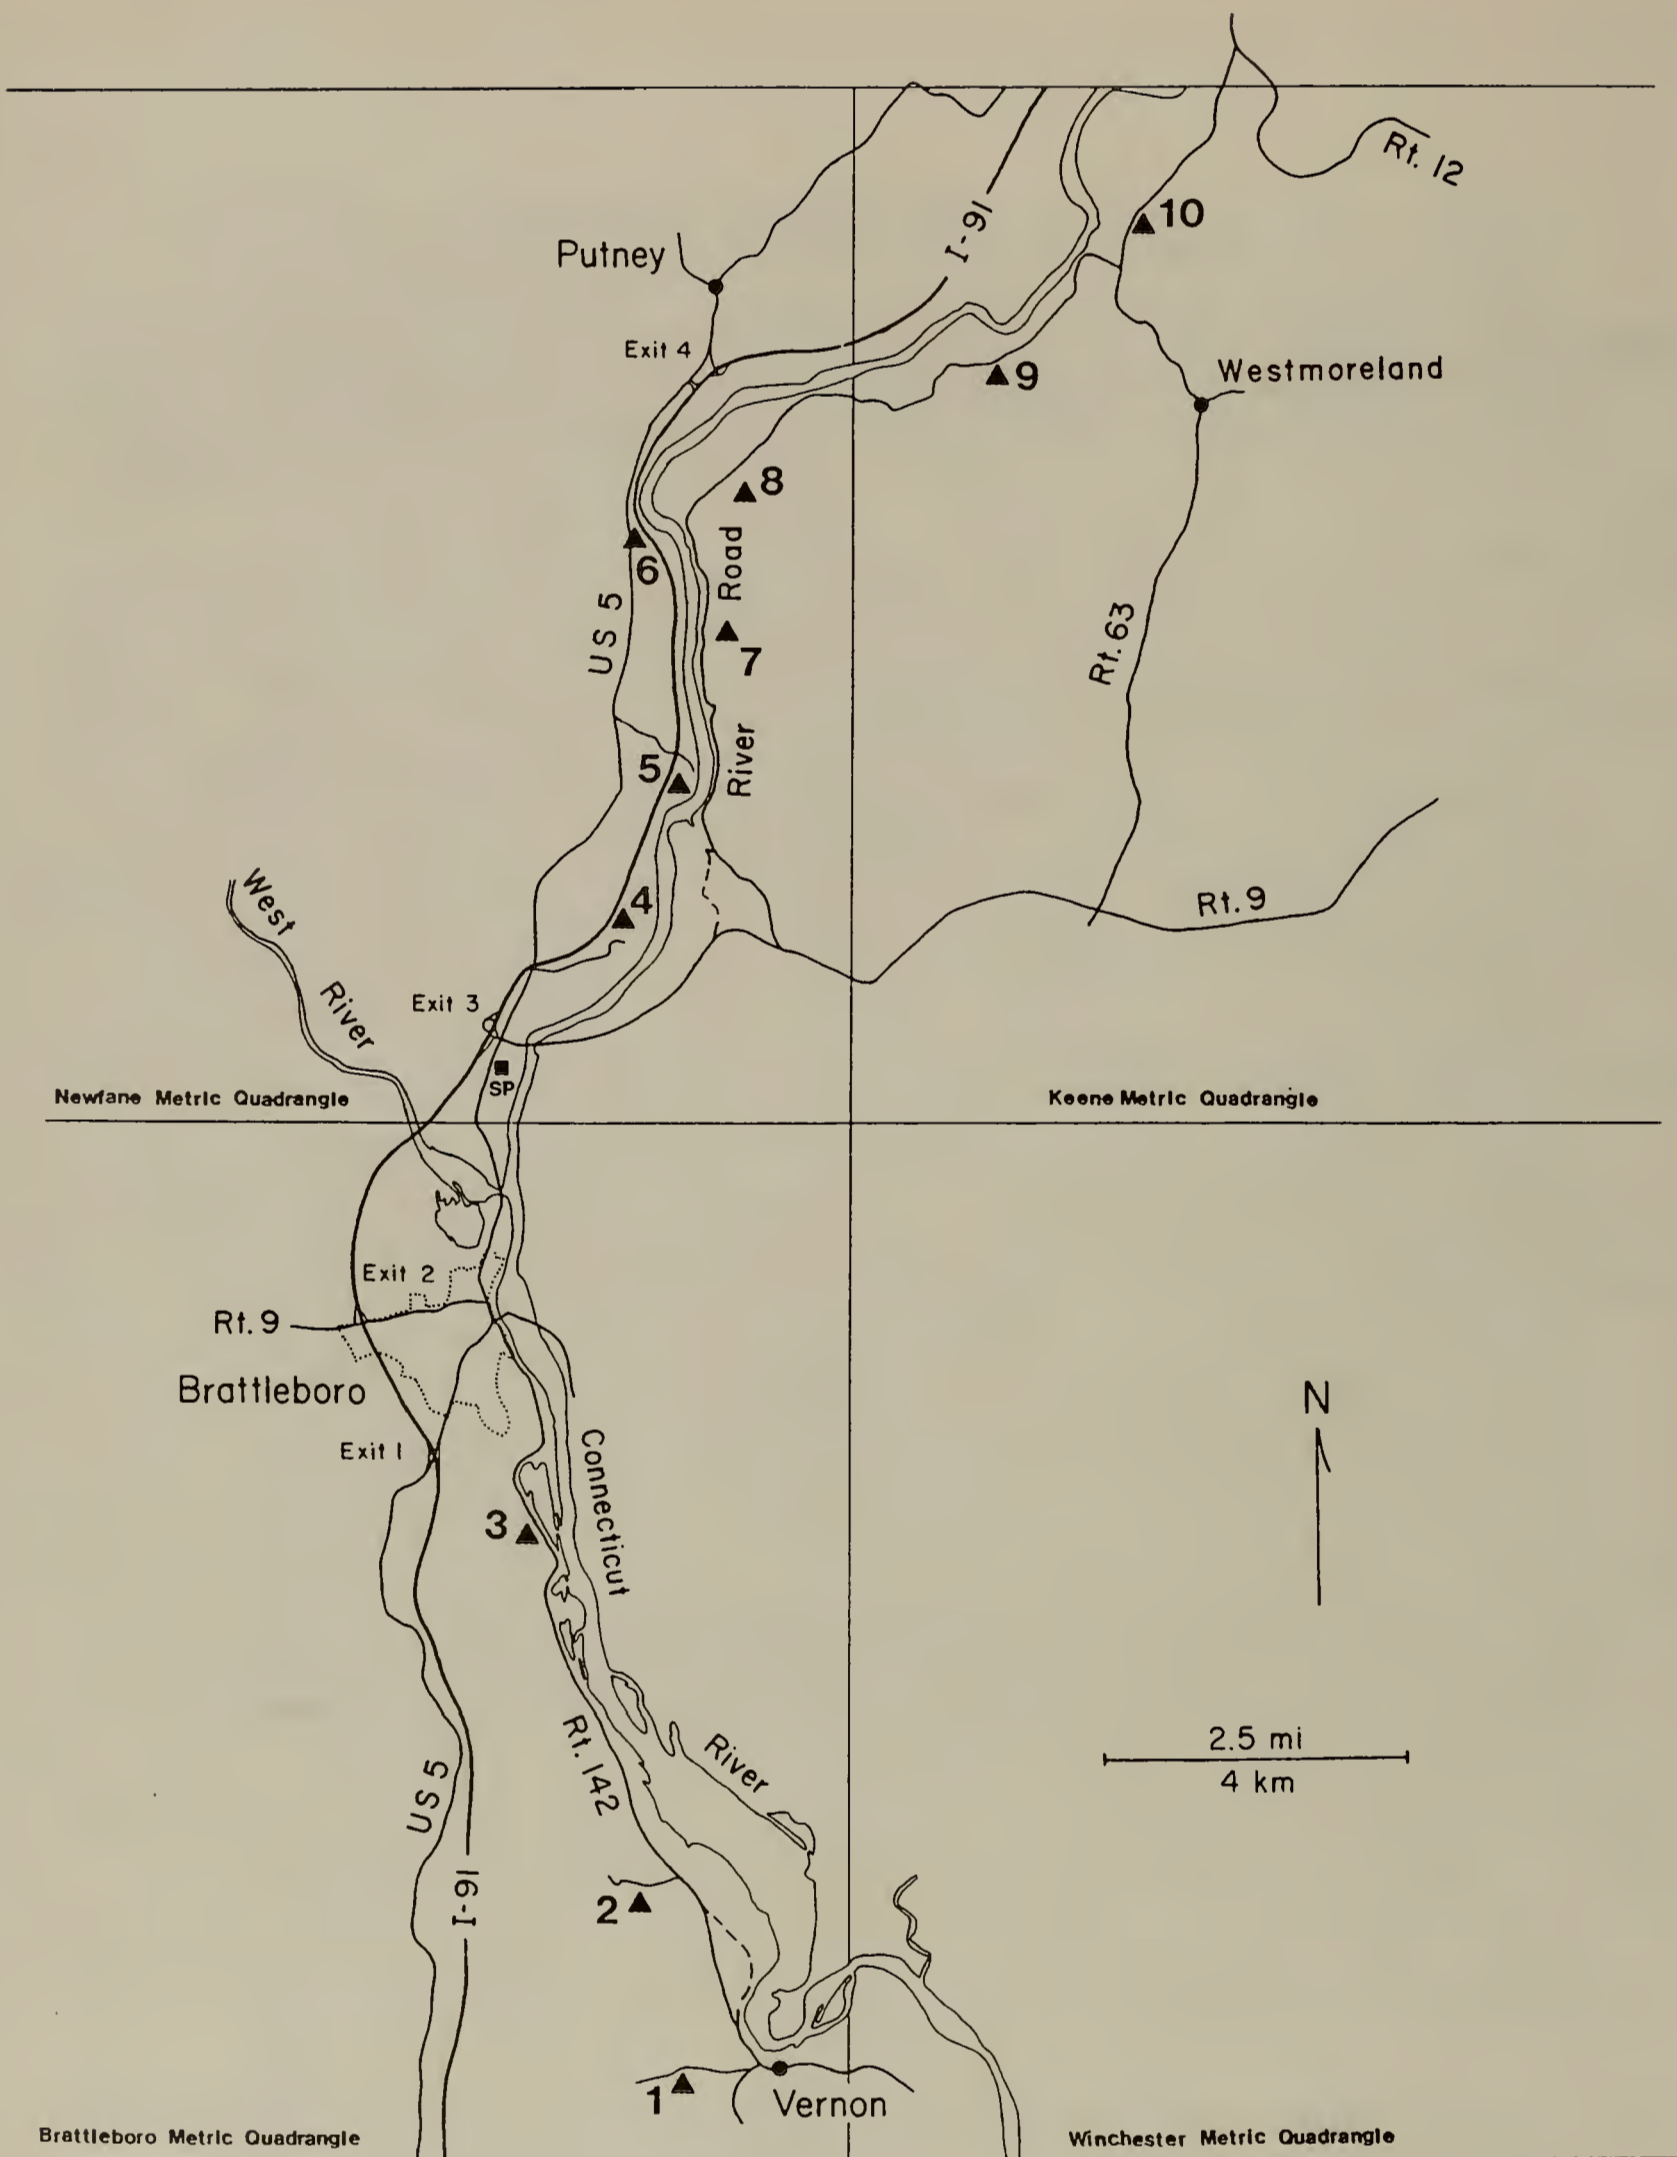 Rt. 12
10
I-91
Putney
Exit 4
Westmoreland
9
8
Road
6
US 5
7
Rt. 63
River
5
West
4
Rt. 9
River
Exit 3
SP
Newfane Metric Quadrangle
Keene Metric Quadrangle
Exit 2
Rt. 9
Brattleboro
N
Exit 1
Connecticut
3
Rt. 142
River
2.5 mi
4 km
US 5
I-91
2
1
Vernon
Brattleboro Metric Quadrangle
Winchester Metric Quadrangle